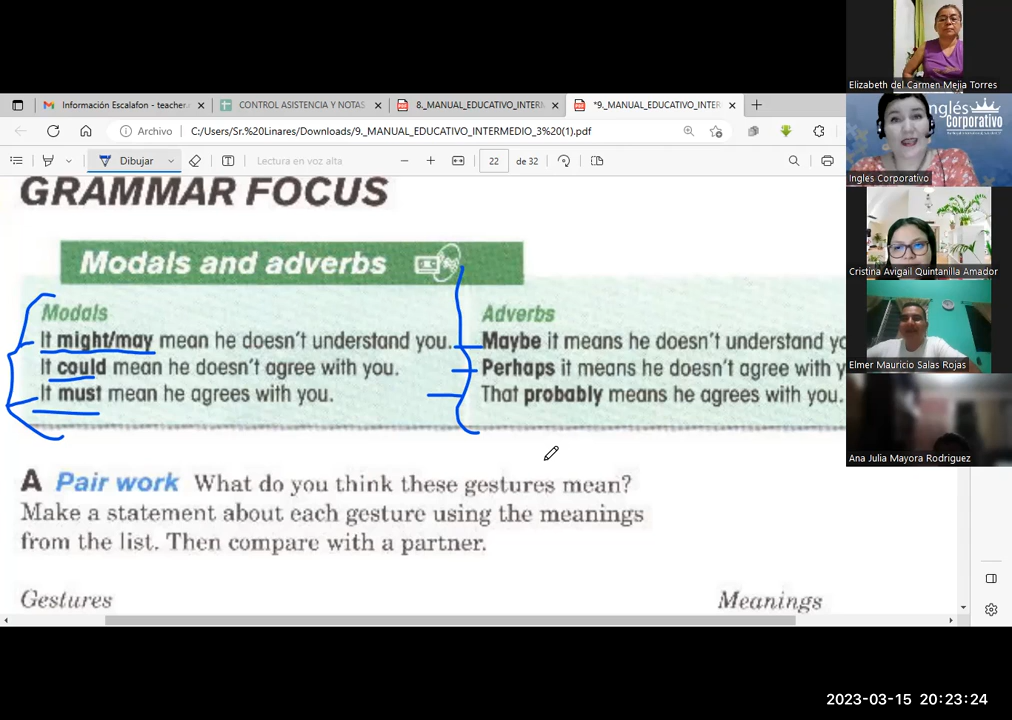 Información Escalafon - teacher.
CONTROL ASISTENCIA Y NOTAS
8._MANUAL_EDUCATIVO_INTERM
*9._MANUAL_EDUCATIVO_INTER
Archivo
C:/Users/Sr.%20Linares/Downloads/9._MANUAL_EDUCATIVO_INTERMEDIO_3%20(1).pdf
Dibujar
Lectura en voz alta
22
de 32
GRAMMAR FOCUS
Modals and adverbs
Modals
It might/may mean he doesn't understand you.
It could mean he doesn't agree with you.
It must mean he agrees with you.
Adverbs
Maybe it means he doesn't understand yo
Perhaps it means he doesn't agree with y
That probably means he agrees with you.
A Pair work What do you think these gestures mean?
Make a statement about each gesture using the meanings
from the list. Then compare with a partner.
Gestures
Meanings
Elizabeth del Carmen Mejia Torres
Inglés
Corporativo
Ingles Corporativo
Cristina Avigail Quintanilla Amador
Elmer Mauricio Salas Rojas
Ana Julia Mayora Rodriguez
2023-03-15 20:23:24